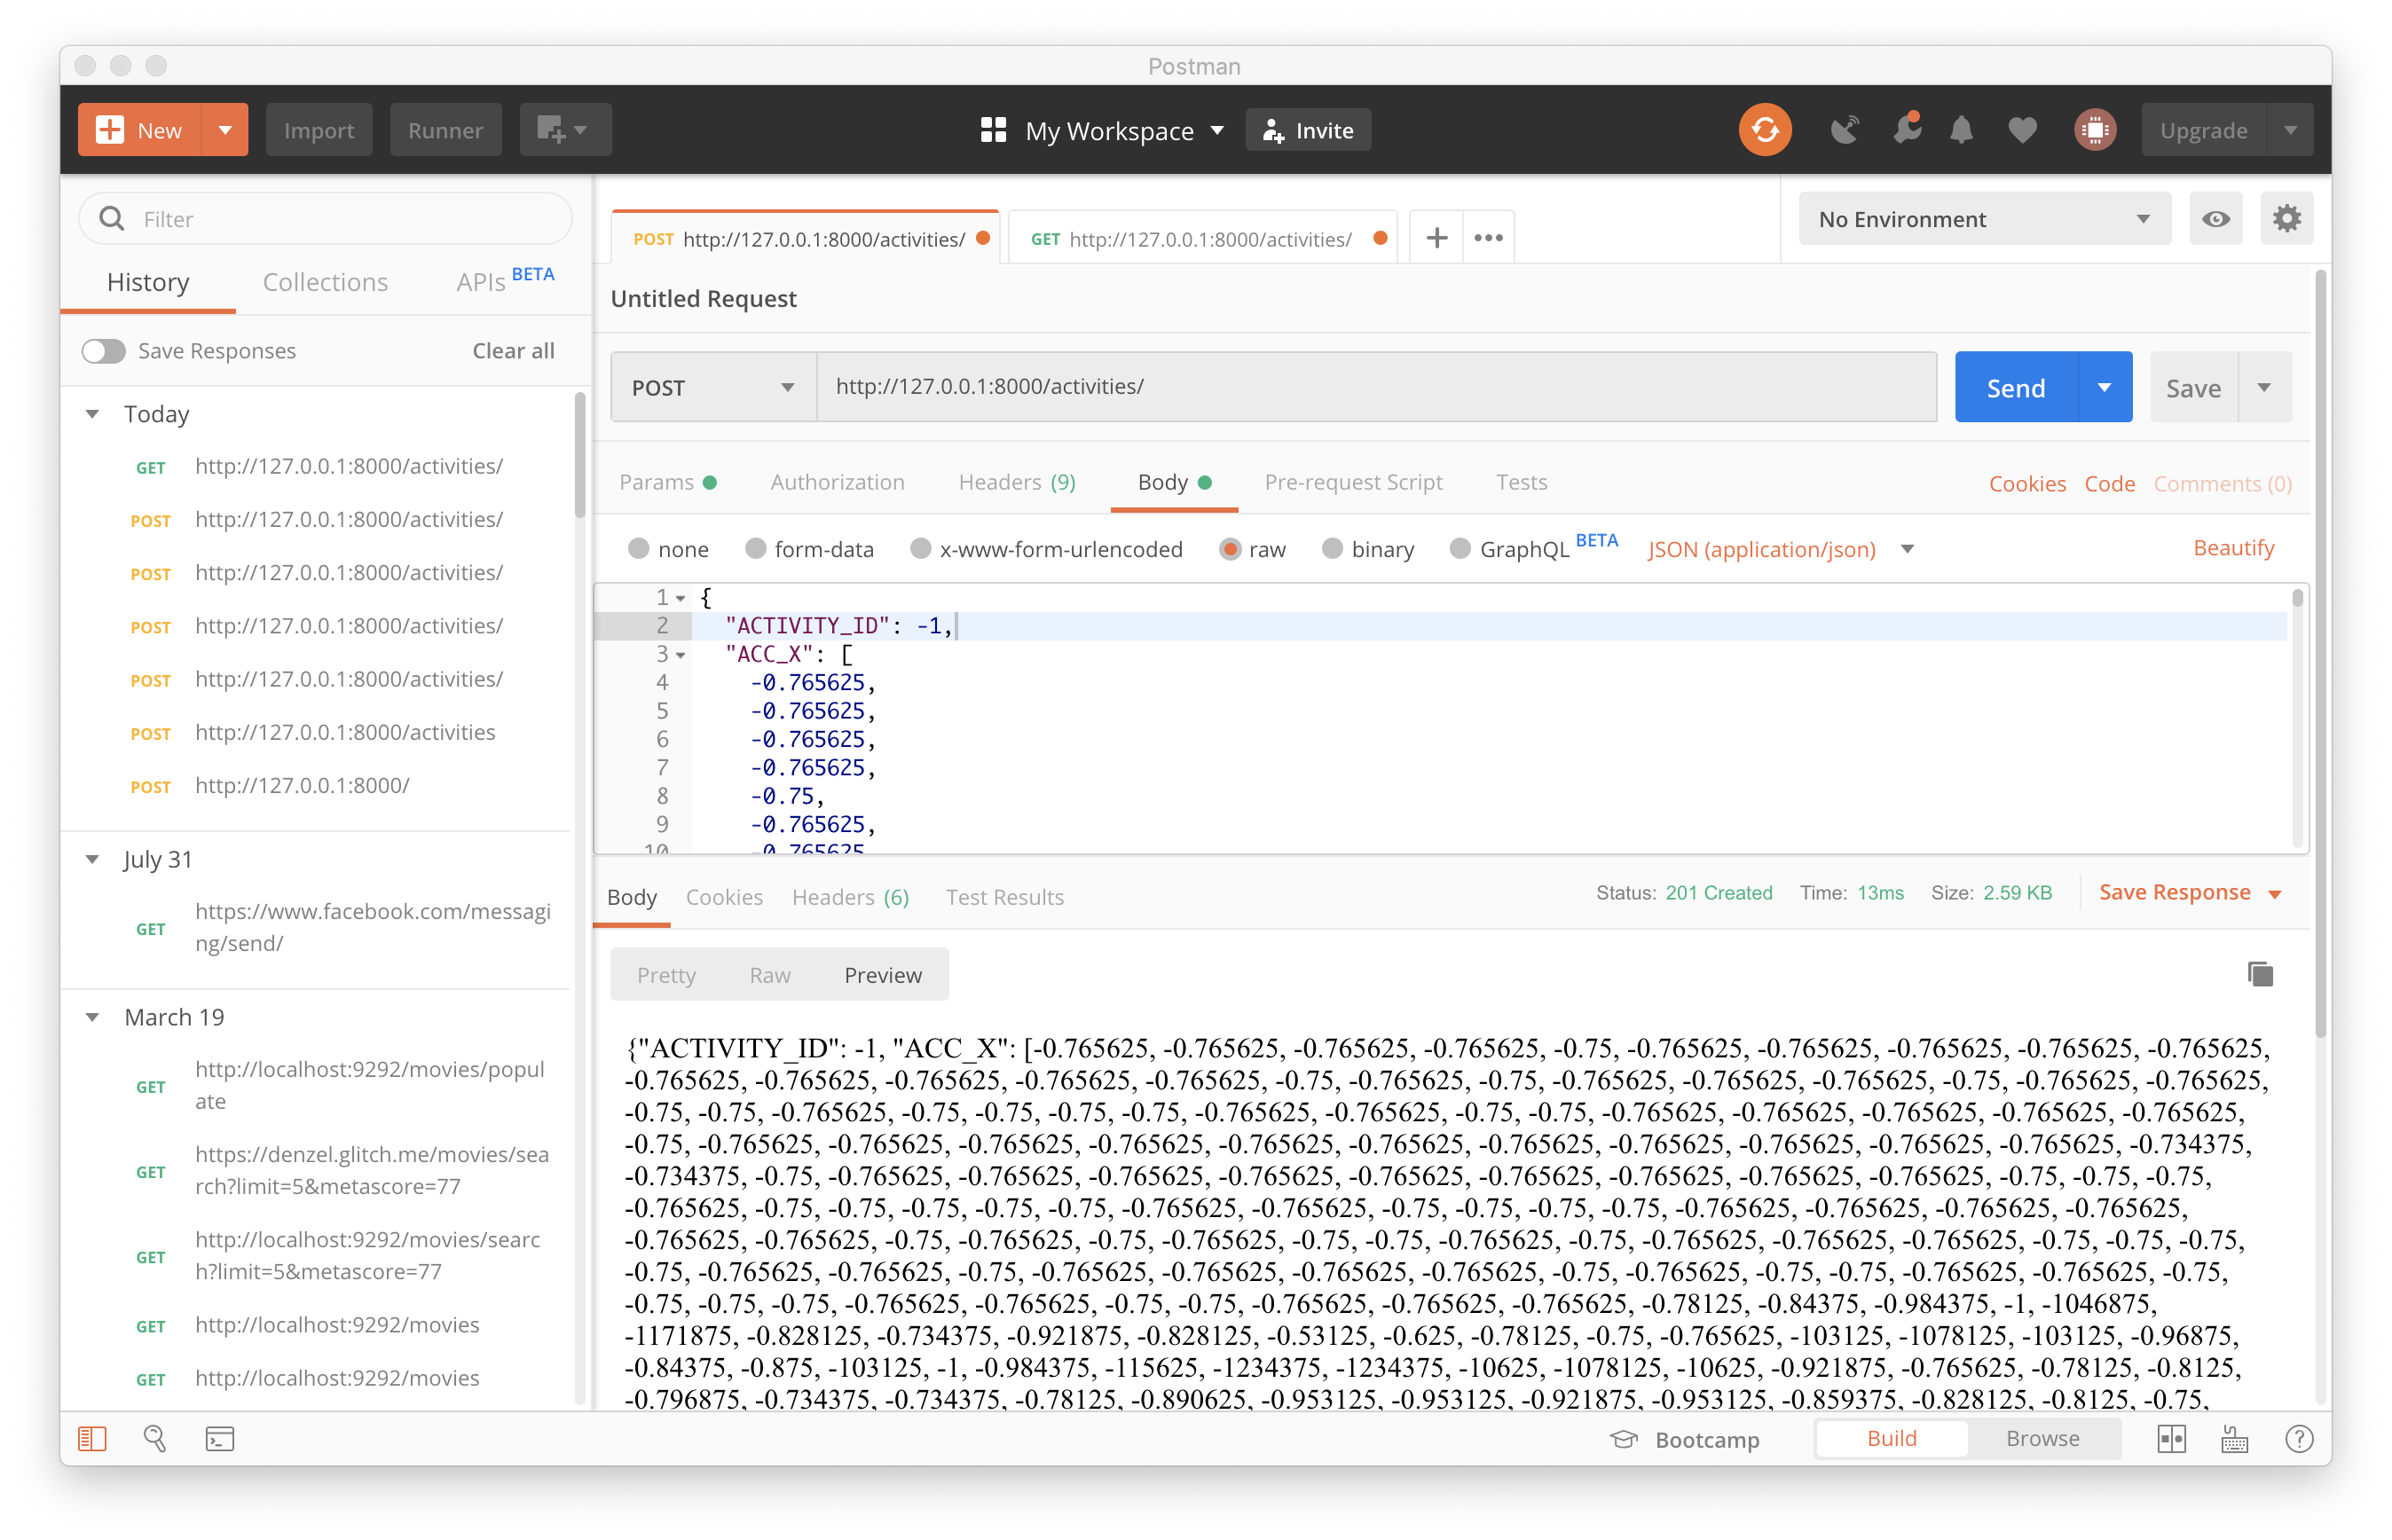 Postman
New
Import
Runner
My Workspace
Invite
Upgrade
Filter
History
Collections
APIs BETA
Save Responses
Clear all
Today
GET http://127.0.0.1:8000/activities/
POST http://127.0.0.1:8000/activities/
POST http://127.0.0.1:8000/activities/
POST http://127.0.0.1:8000/activities/
POST http://127.0.0.1:8000/activities/
POST http://127.0.0.1:8000/activities
POST http://127.0.0.1:8000/
July 31
GET https://www.facebook.com/messagi
ng/send/
March 19
GET http://localhost:9292/movies/popul
ate
GET https://denzel.glitch.me/movies/sea
rch?limit=5&metascore=77
GET http://localhost:9292/movies/searc
h?limit=5&metascore=77
GET http://localhost:9292/movies
GET http://localhost:9292/movies
POST http://127.0.0.1:8000/activities/
GET http://127.0.0.1:8000/activities/
No Environment
Untitled Request
POST
http://127.0.0.1:8000/activities/
Send
Save
Params
Authorization
Headers (9)
Body
Pre-request Script
Tests
Cookies
Code
Comments (0)
none
form-data
x-www-form-urlencoded
raw
binary
GraphQL BETA
JSON (application/json)
Beautify
1 {
2 "ACTIVITY_ID": -1,
3 "ACC_X": [
4 -0.765625,
5 -0.765625,
6 -0.765625,
7 -0.765625,
8 -0.75,
9 -0.765625,
10 -0.765625,
Body
Cookies
Headers (6)
Test Results
Status: 201 Created
Time: 13ms
Size: 2.59 KB
Save Response
Pretty
Raw
Preview
{"ACTIVITY_ID": -1, "ACC_X": [-0.765625, -0.765625, -0.765625, -0.765625, -0.75, -0.765625, -0.765625, -0.765625, -0.765625, -0.765625,
-0.765625, -0.765625, -0.765625, -0.765625, -0.765625, -0.75, -0.765625, -0.75, -0.765625, -0.765625, -0.765625, -0.75, -0.765625, -0.765625,
-0.75, -0.75, -0.765625, -0.75, -0.75, -0.75, -0.75, -0.765625, -0.765625, -0.75, -0.75, -0.765625, -0.765625, -0.765625, -0.765625, -0.765625,
-0.75, -0.765625, -0.765625, -0.765625, -0.765625, -0.765625, -0.765625, -0.765625, -0.765625, -0.765625, -0.765625, -0.765625, -0.734375,
-0.734375, -0.75, -0.765625, -0.765625, -0.765625, -0.765625, -0.765625, -0.765625, -0.765625, -0.765625, -0.765625, -0.75, -0.75, -0.75,
-0.765625, -0.75, -0.75, -0.75, -0.75, -0.75, -0.765625, -0.765625, -0.75, -0.75, -0.75, -0.75, -0.765625, -0.765625, -0.765625, -0.765625,
-0.765625, -0.765625, -0.75, -0.765625, -0.75, -0.765625, -0.75, -0.75, -0.765625, -0.75, -0.765625, -0.765625, -0.765625, -0.75, -0.75, -0.75,
-0.75, -0.765625, -0.765625, -0.75, -0.765625, -0.765625, -0.765625, -0.765625, -0.75, -0.765625, -0.75, -0.75, -0.765625, -0.765625, -0.75,
-0.75, -0.75, -0.75, -0.765625, -0.765625, -0.75, -0.75, -0.765625, -0.765625, -0.765625, -0.78125, -0.84375, -0.984375, -1, -1046875,
-1171875, -0.828125, -0.734375, -0.921875, -0.828125, -0.53125, -0.625, -0.78125, -0.75, -0.765625, -103125, -1078125, -103125, -0.96875,
-0.84375, -0.875, -103125, -1, -0.984375, -115625, -1234375, -1234375, -10625, -1078125, -10625, -0.921875, -0.765625, -0.78125, -0.8125,
-0.796875, -0.734375, -0.734375, -0.78125, -0.890625, -0.953125, -0.953125, -0.921875, -0.953125, -0.859375, -0.828125, -0.8125, -0.75,
Bootcamp
Build
Browse